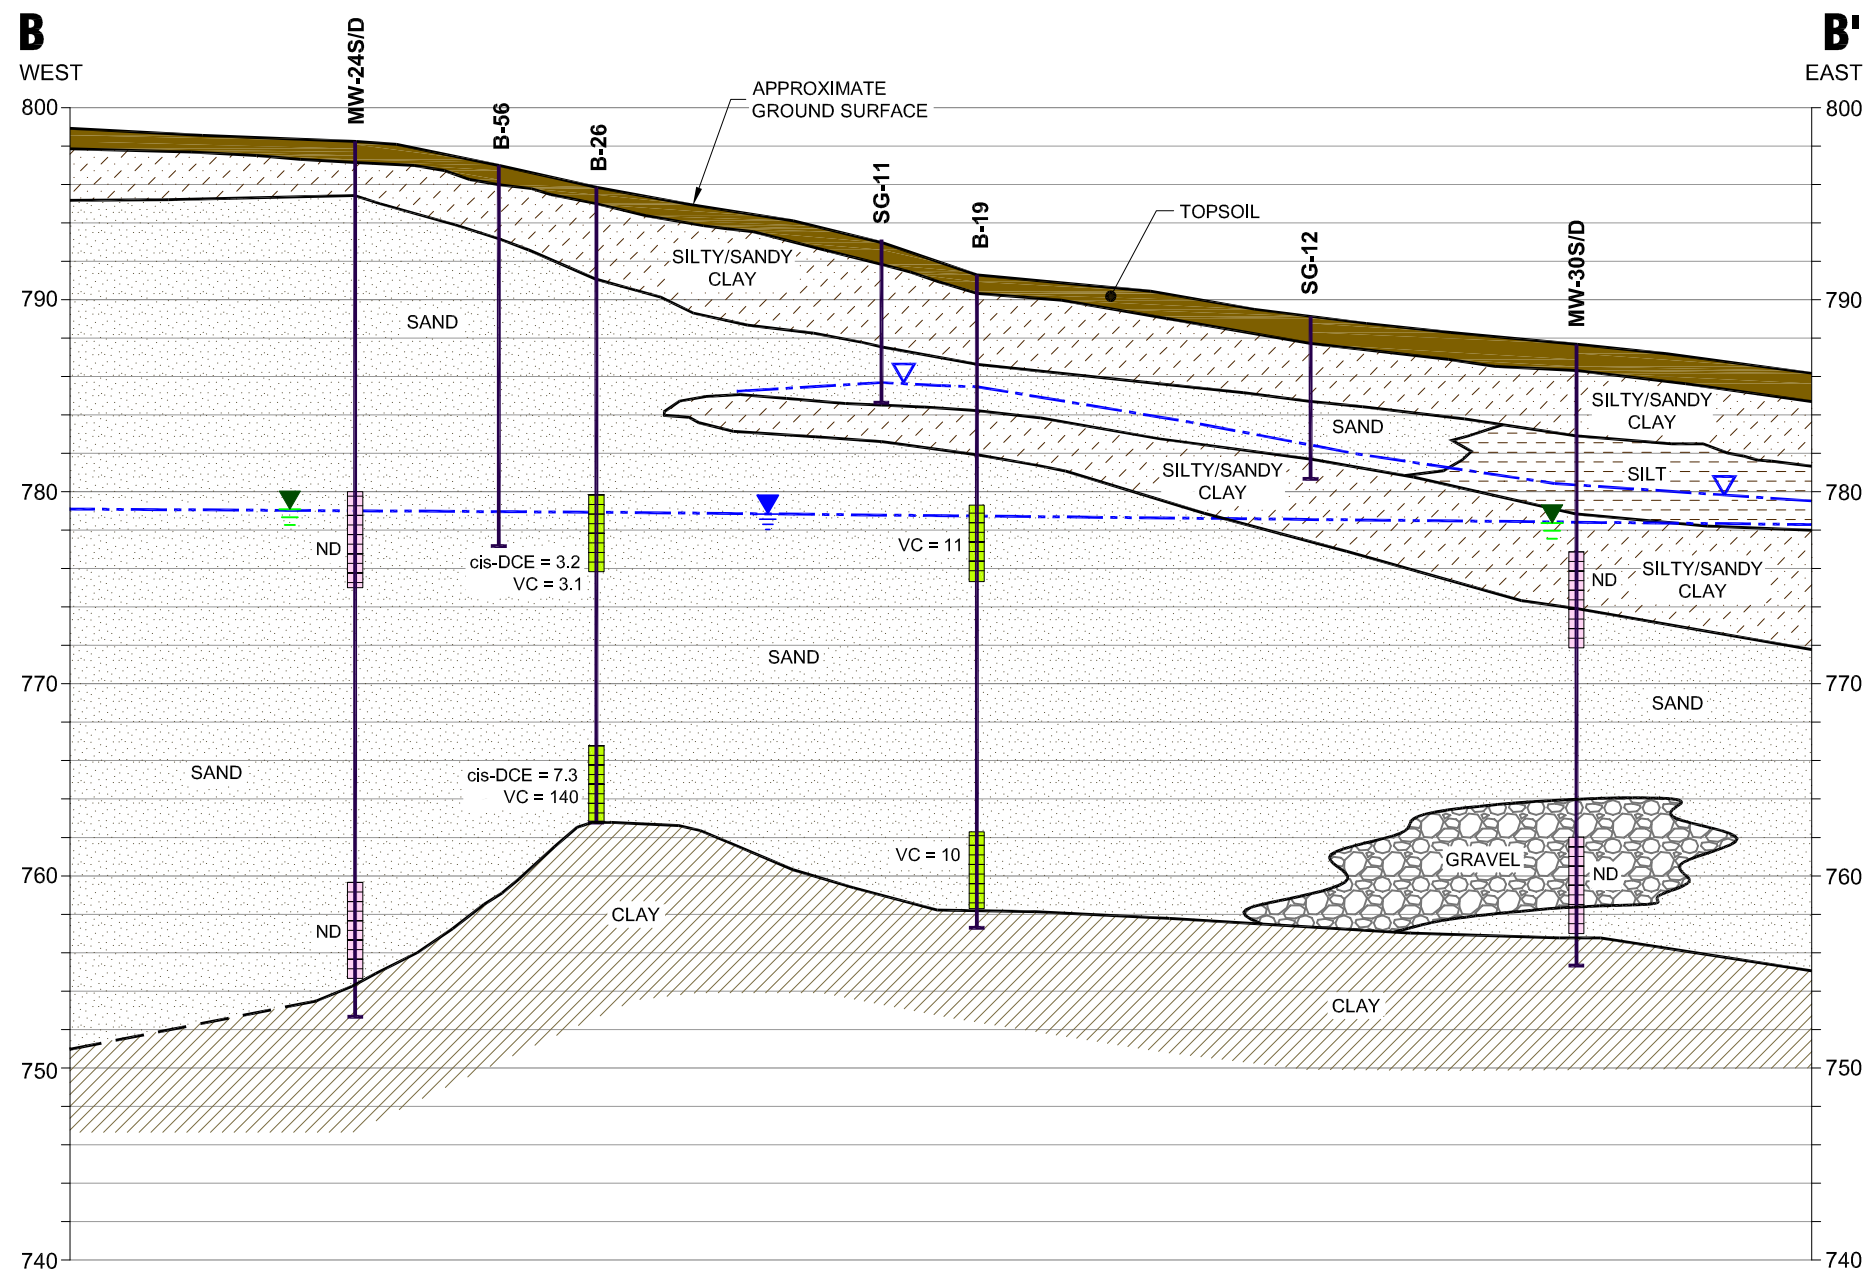 B
B'
WEST
EAST
MW-24S/D
B-56
B-26
SG-11
B-19
SG-12
MW-30S/D
APPROXIMATE
GROUND SURFACE
TOPSOIL
800
800
790
790
780
780
770
770
760
760
750
750
740
740
SILTY/SANDY
CLAY
SAND
SILTY/SANDY
CLAY
SAND
SILT
SILTY/SANDY
CLAY
ND
cis-DCE = 3.2
VC = 3.1
VC = 11
ND
SILTY/SANDY
CLAY
SAND
SAND
SAND
cis-DCE = 7.3
VC = 140
VC = 10
GRAVEL
ND
ND
CLAY
CLAY